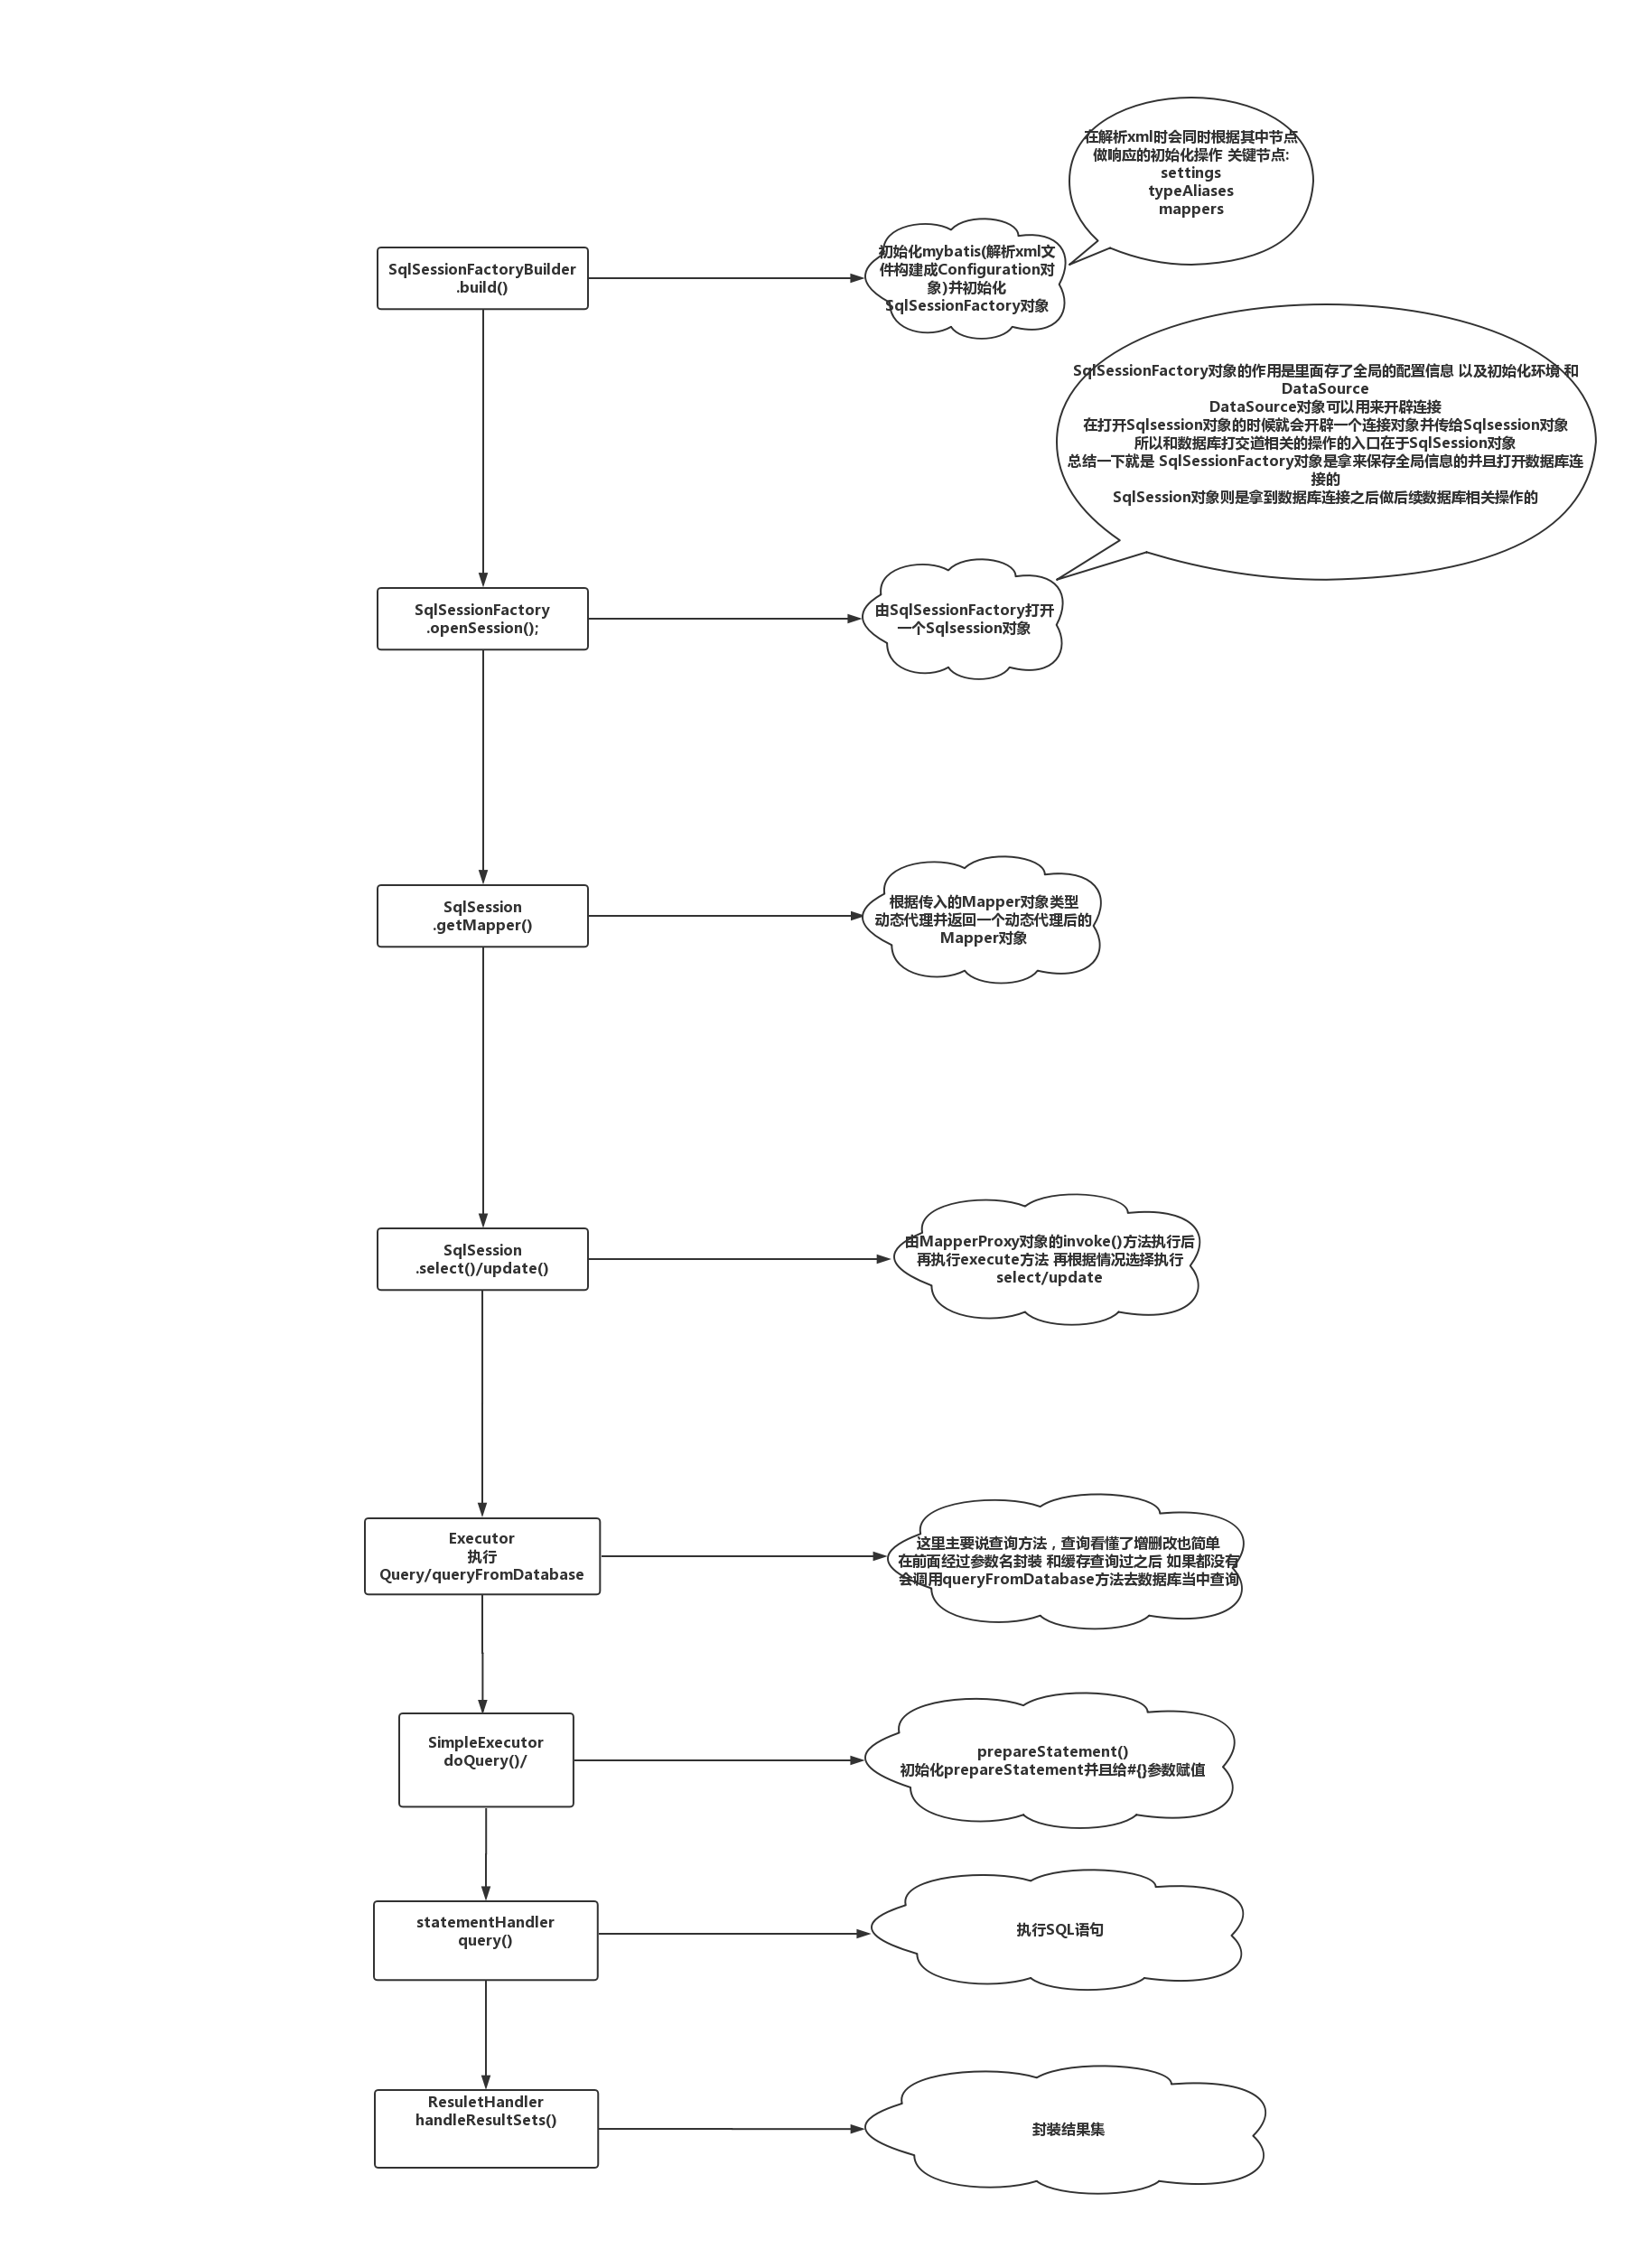 在解析xml时会同时根据其中节点
做响应的初始化操作 关键节点:
settings
typeAliases
mappers
SqlSessionFactoryBuilder
.build()
初始化mybatis(解析xml文
件构建成Configuration对
象)并初始化
SqlSessionFactory对象
SqlSessionFactory对象的作用是里面存了全局的配置信息 以及初始化环境 和
DataSource
DataSource对象可以用来开辟连接
在打开Sqlsession对象的时候就会开辟一个连接对象并传给Sqlsession对象
所以和数据库打交道相关的操作的入口在于SqlSession对象
总结一下就是 SqlSessionFactory对象是拿来保存全局信息的并且打开数据库连
接的
SqlSession对象则是拿到数据库连接之后做后续数据库相关操作的
SqlSessionFactory
.openSession();
由SqlSessionFactory打开
一个Sqlsession对象
SqlSession
.getMapper()
根据传入的Mapper对象类型
动态代理并返回一个动态代理后的
Mapper对象
SqlSession
.select()/update()
由MapperProxy对象的invoke()方法执行后
再执行execute方法 再根据情况选择执行
select/update
Executor
执行
Query/queryFromDatabase
这里主要说查询方法，查询看懂了增删改也简单
在前面经过参数名封装 和缓存查询过之后 如果都没有
会调用queryFromDatabase方法去数据库当中查询
SimpleExecutor
doQuery()/
prepareStatement()
初始化prepareStatement并且给#{}参数赋值
statementHandler
query()
执行SQL语句
ResuletHandler
handleResultSets()
封装结果集